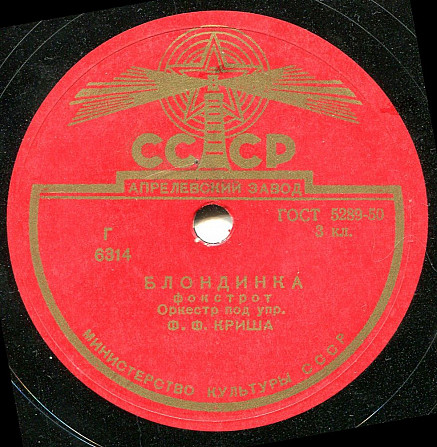 СССР
АПРЕЛЕВСКИЙ ЗАВОД
ГОСТ 5289-50
3 кл.
Г
6314
БЛОНДИНКА
фокстрот
Оркестр под упр.
Ф. Ф. КРИША
МИНИСТЕРСТВО КУЛЬТУРЫ СССР